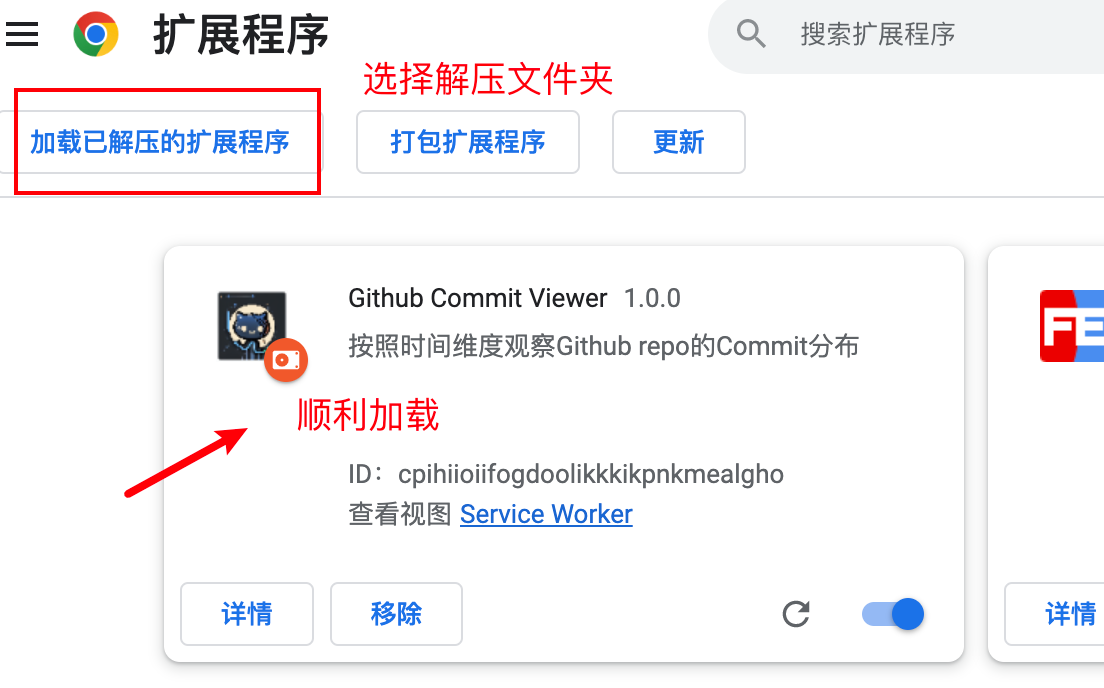 扩展程序
搜索扩展程序
选择解压文件夹
加载已解压的扩展程序
打包扩展程序
更新
Github Commit Viewer 1.0.0
按照时间维度观察Github repo的Commit分布
顺利加载
ID：cpihiioiifogdoolikkkikpnkmealgho
查看视图 Service Worker
详情
移除
FE
详情